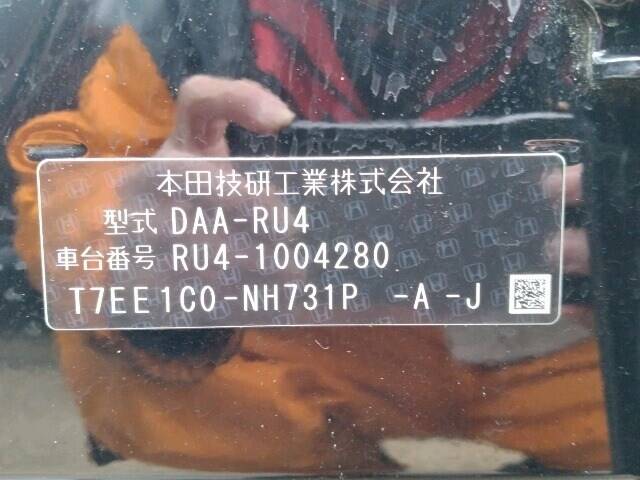 本田技研工業株式会社
型式 DAA-RU4
車台番号 RU4-1004280
T7EE1C0-NH731P -A -J